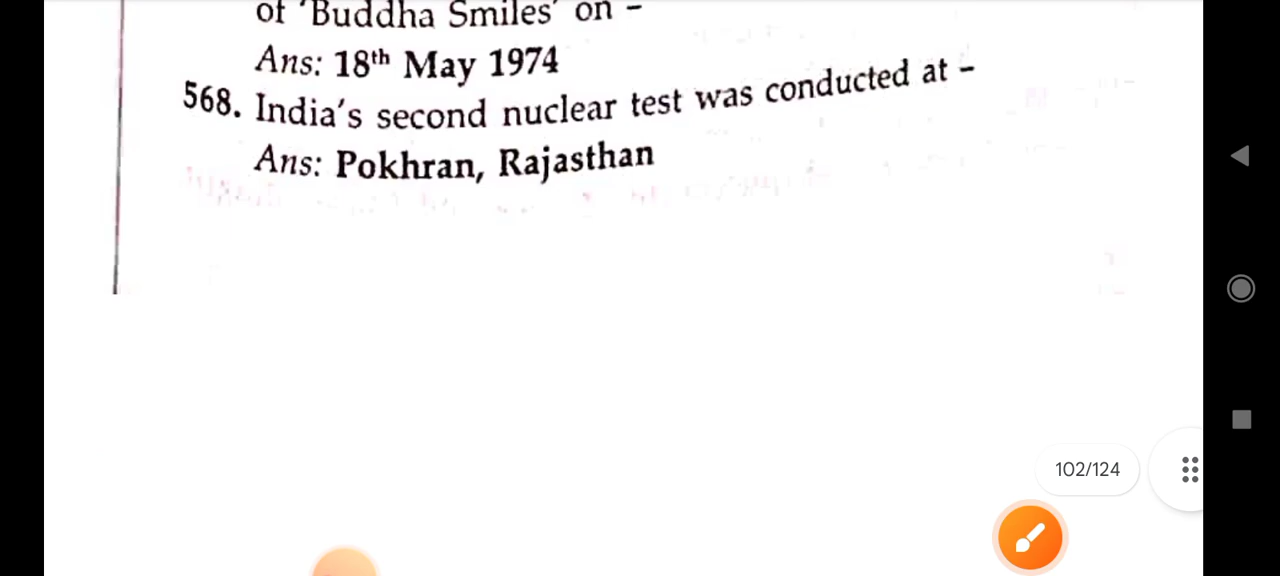 of 'Buddha Smiles' on –
Ans: 18th May 1974
568. India's second nuclear test was conducted at –
Ans: Pokhran, Rajasthan
102/124